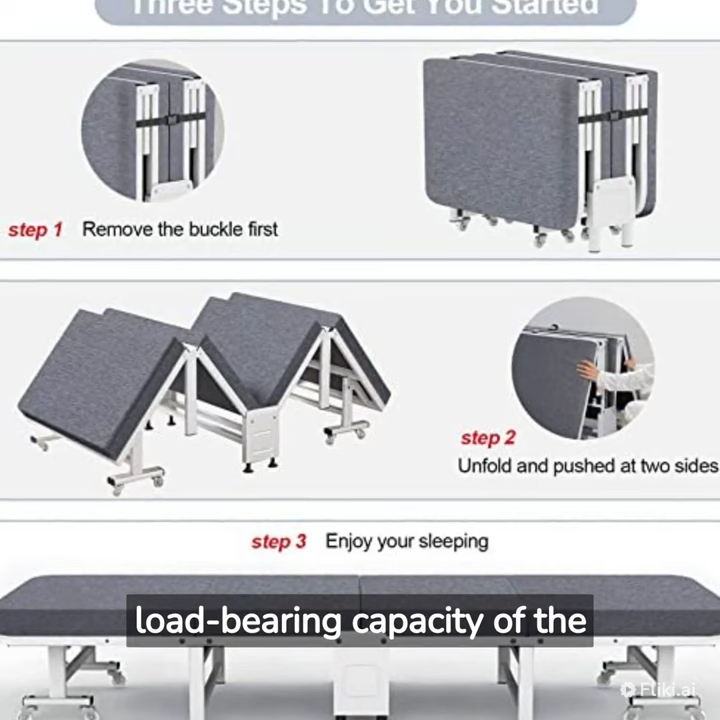 Three Steps To Get You Started
step 1 Remove the buckle first
step 2
Unfold and pushed at two sides
step 3 Enjoy your sleeping
load-bearing capacity of the
Fliki.ai